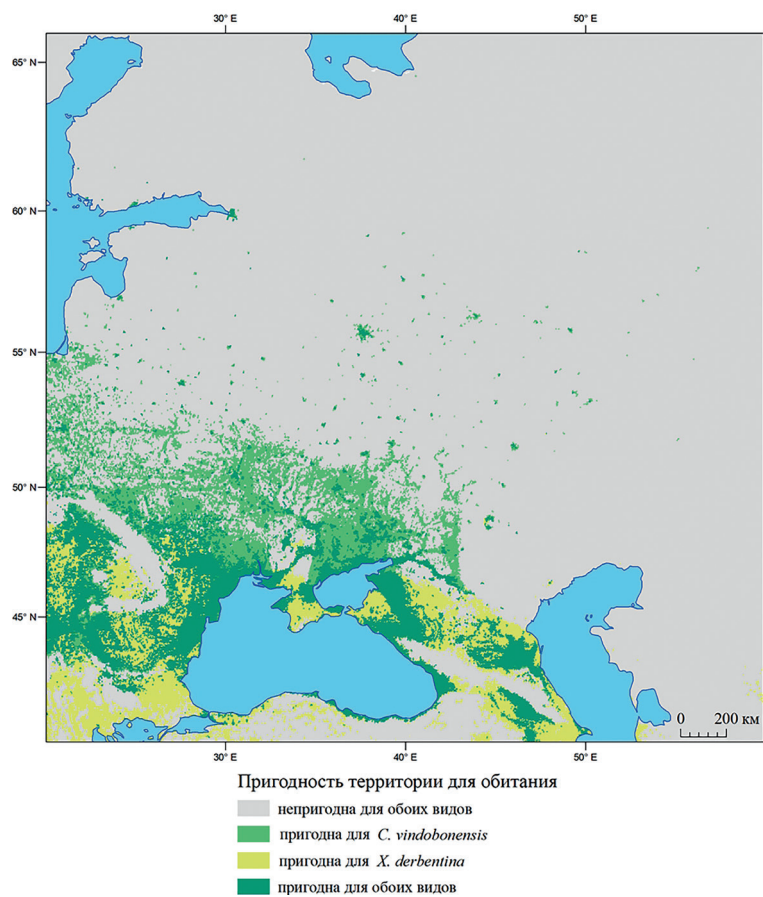 30° E 40° E 50° E
65° N
60° N
55° N
50° N
45° N
0 200 км
30° E 40° E 50° E
Пригодность территории для обитания
непригодна для обоих видов
пригодна для C. vindobonensis
пригодна для X. derbentina
пригодна для обоих видов